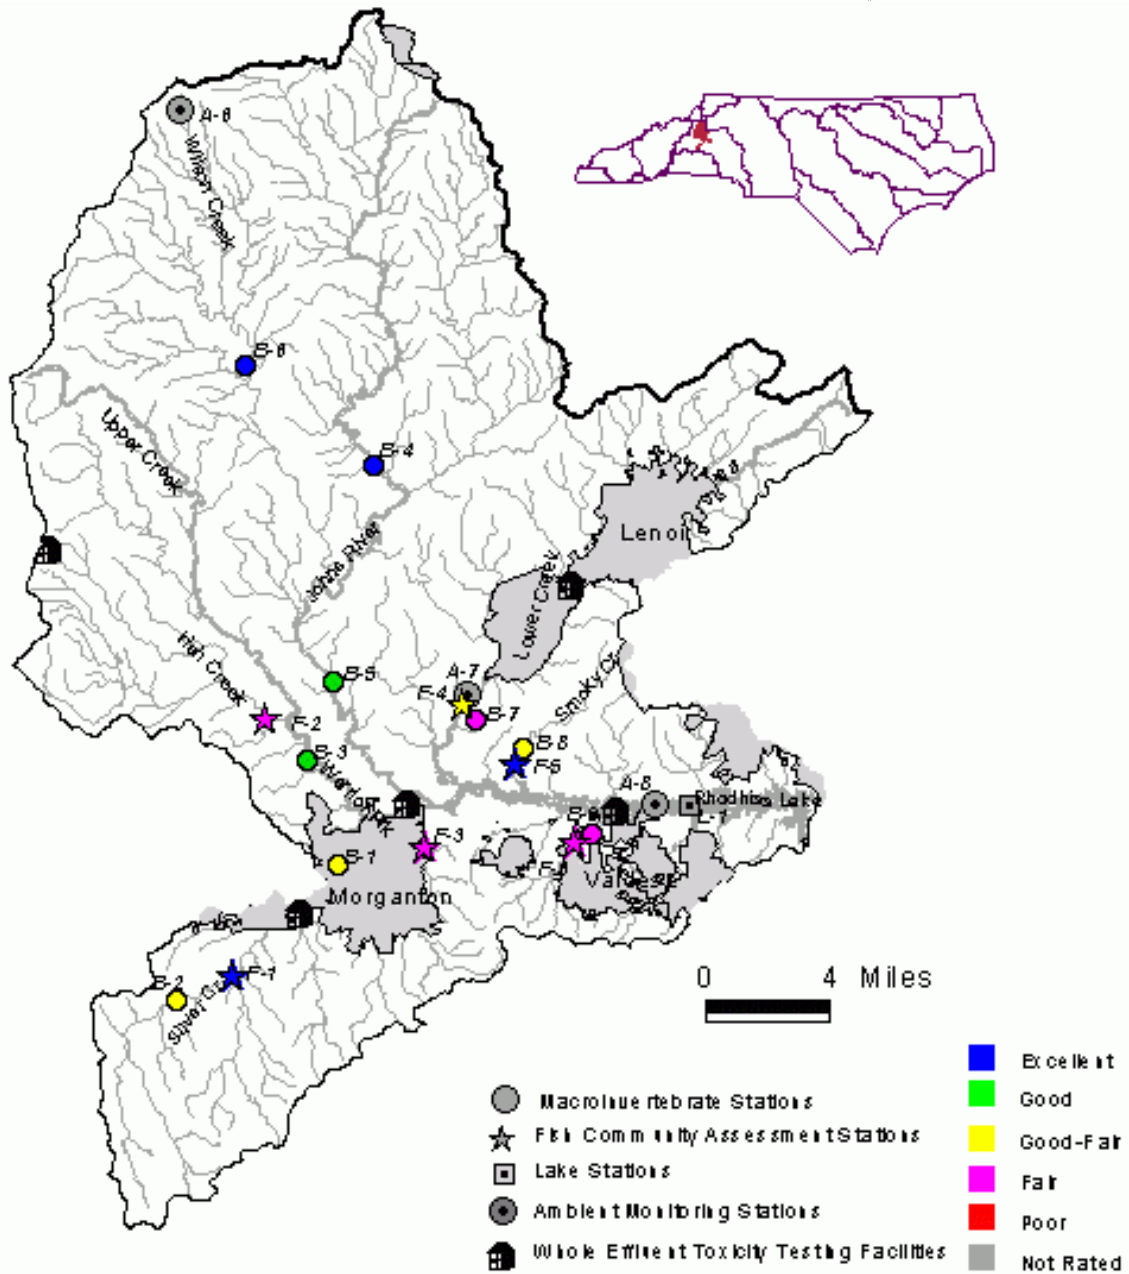 A-6
Wilson Creek
B-6
Upper Creek
B-4
Lenoir
Johns River
Lower Creek
Irish Creek
B-5
A-7
F-4
Smoky Cr
B-7
F-2
B-8
B-3
F-5
Warrior
A-8
Rhodhiss Lake
L-1
B-9
F-3
B-1
Valdese
Morganton
F-1
B-2
Silver
0 4 Miles
Excellent
Macroinvertebrate Stations
Good
Fish Community Assessment Stations
Good-Fair
Lake Stations
Fair
Ambient Monitoring Stations
Poor
Whole Effluent Toxicity Testing Facilities
Not Rated